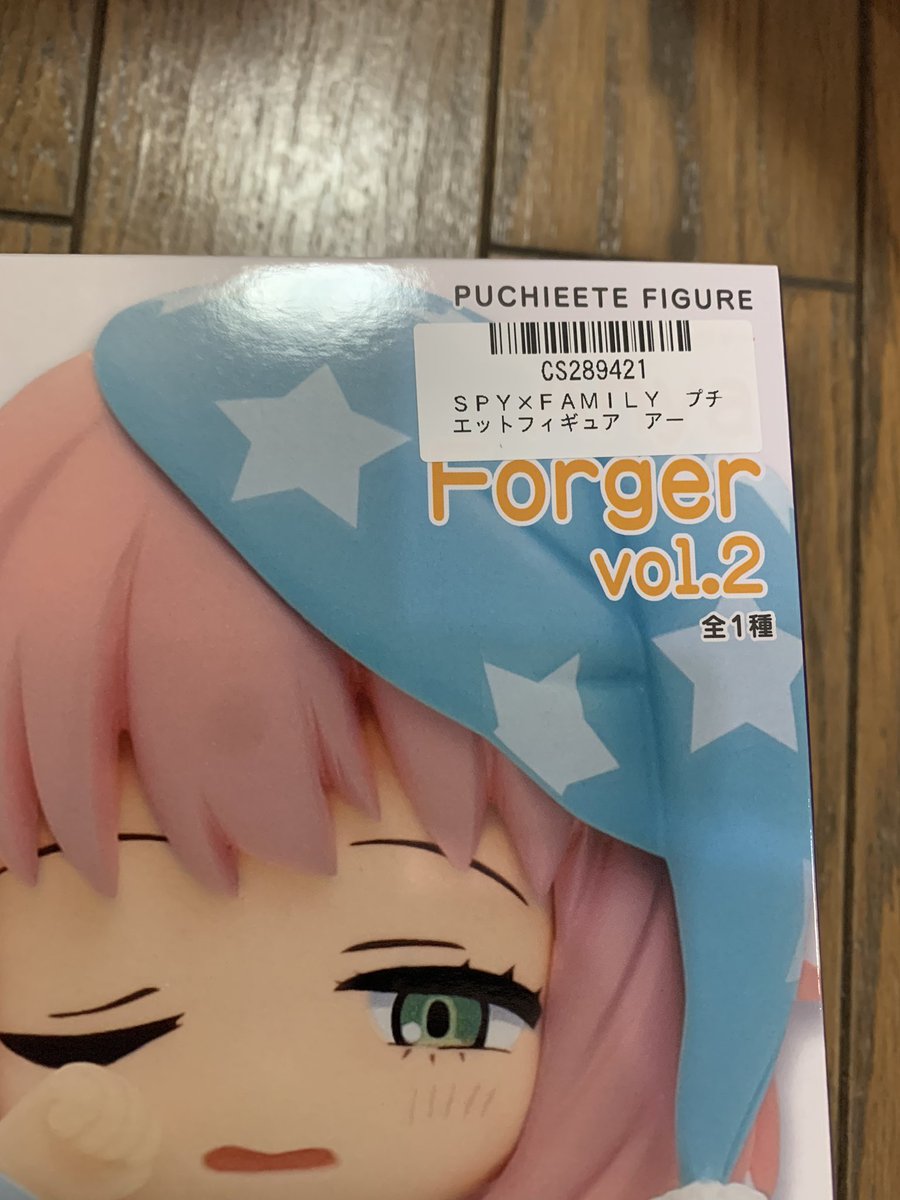 PUCHIEETE FIGURE
CS289421
ＳＰＹ×ＦＡＭＩＬＹ　プチ
エットフィギュア　アー
Forger
vol.2
全1種